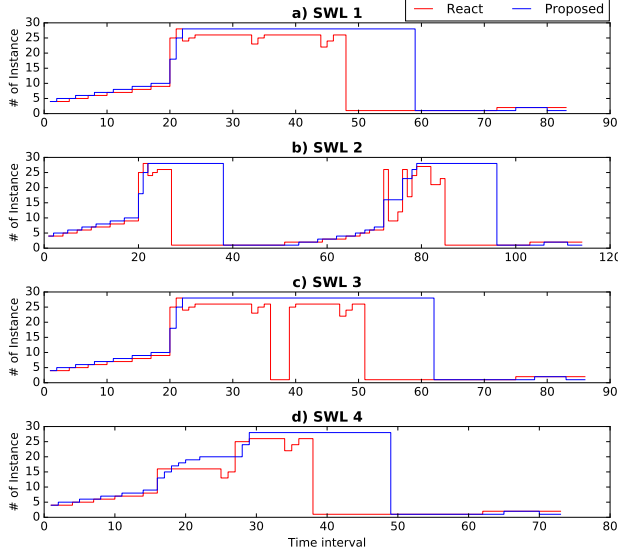 React Proposed
a) SWL 1
# of Instance
30
25
20
15
10
5
0
0 10 20 30 40 50 60 70 80 90
b) SWL 2
# of Instance
30
25
20
15
10
5
0
0 20 40 60 80 100 120
c) SWL 3
# of Instance
30
25
20
15
10
5
0
0 10 20 30 40 50 60 70 80 90
d) SWL 4
# of Instance
30
25
20
15
10
5
0
0 10 20 30 40 50 60 70 80
Time interval